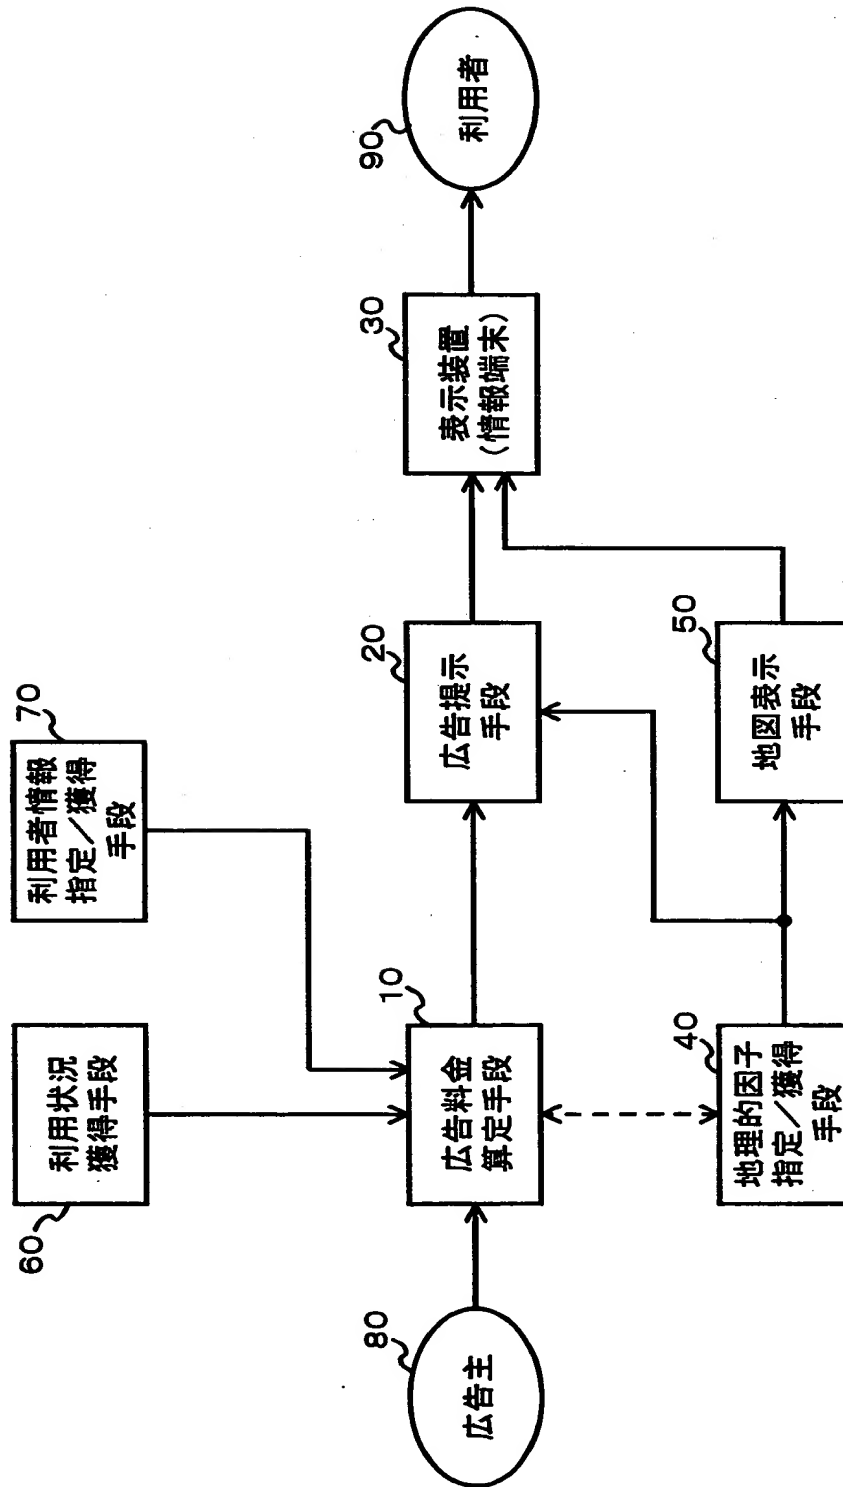 60
利用状況
獲得手段
70
利用者情報
指定／獲得
手段
80
広告主
10
広告料金
算定手段
20
広告提示
手段
30
表示装置
（情報端末）
90
利用者
40
地理的因子
指定／獲得
手段
50
地図表示
手段